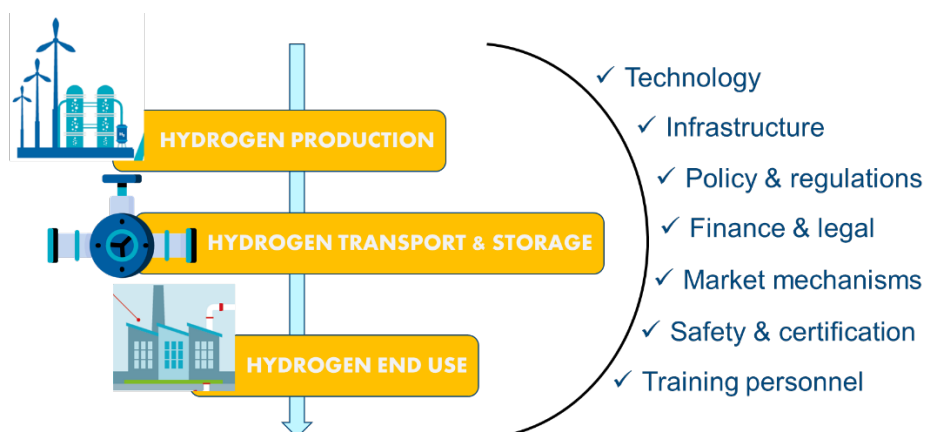 HYDROGEN PRODUCTION
HYDROGEN TRANSPORT & STORAGE
HYDROGEN END USE
✓ Technology
✓ Infrastructure
✓ Policy & regulations
✓ Finance & legal
✓ Market mechanisms
✓ Safety & certification
✓ Training personnel